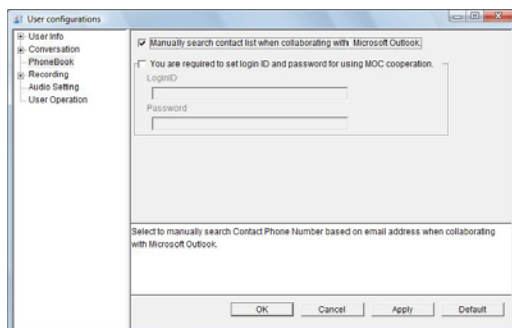 User configurations
User Info
Conversation
PhoneBook
Recording
Audio Setting
User Operation
Manually search contact list when collaborating with Microsoft Outlook.
You are required to set login ID and password for using MOC cooperation.
LoginID
Password
Select to manually search Contact Phone Number based on email address when collaborating
with Microsoft Outlook.
OK Cancel Apply Default